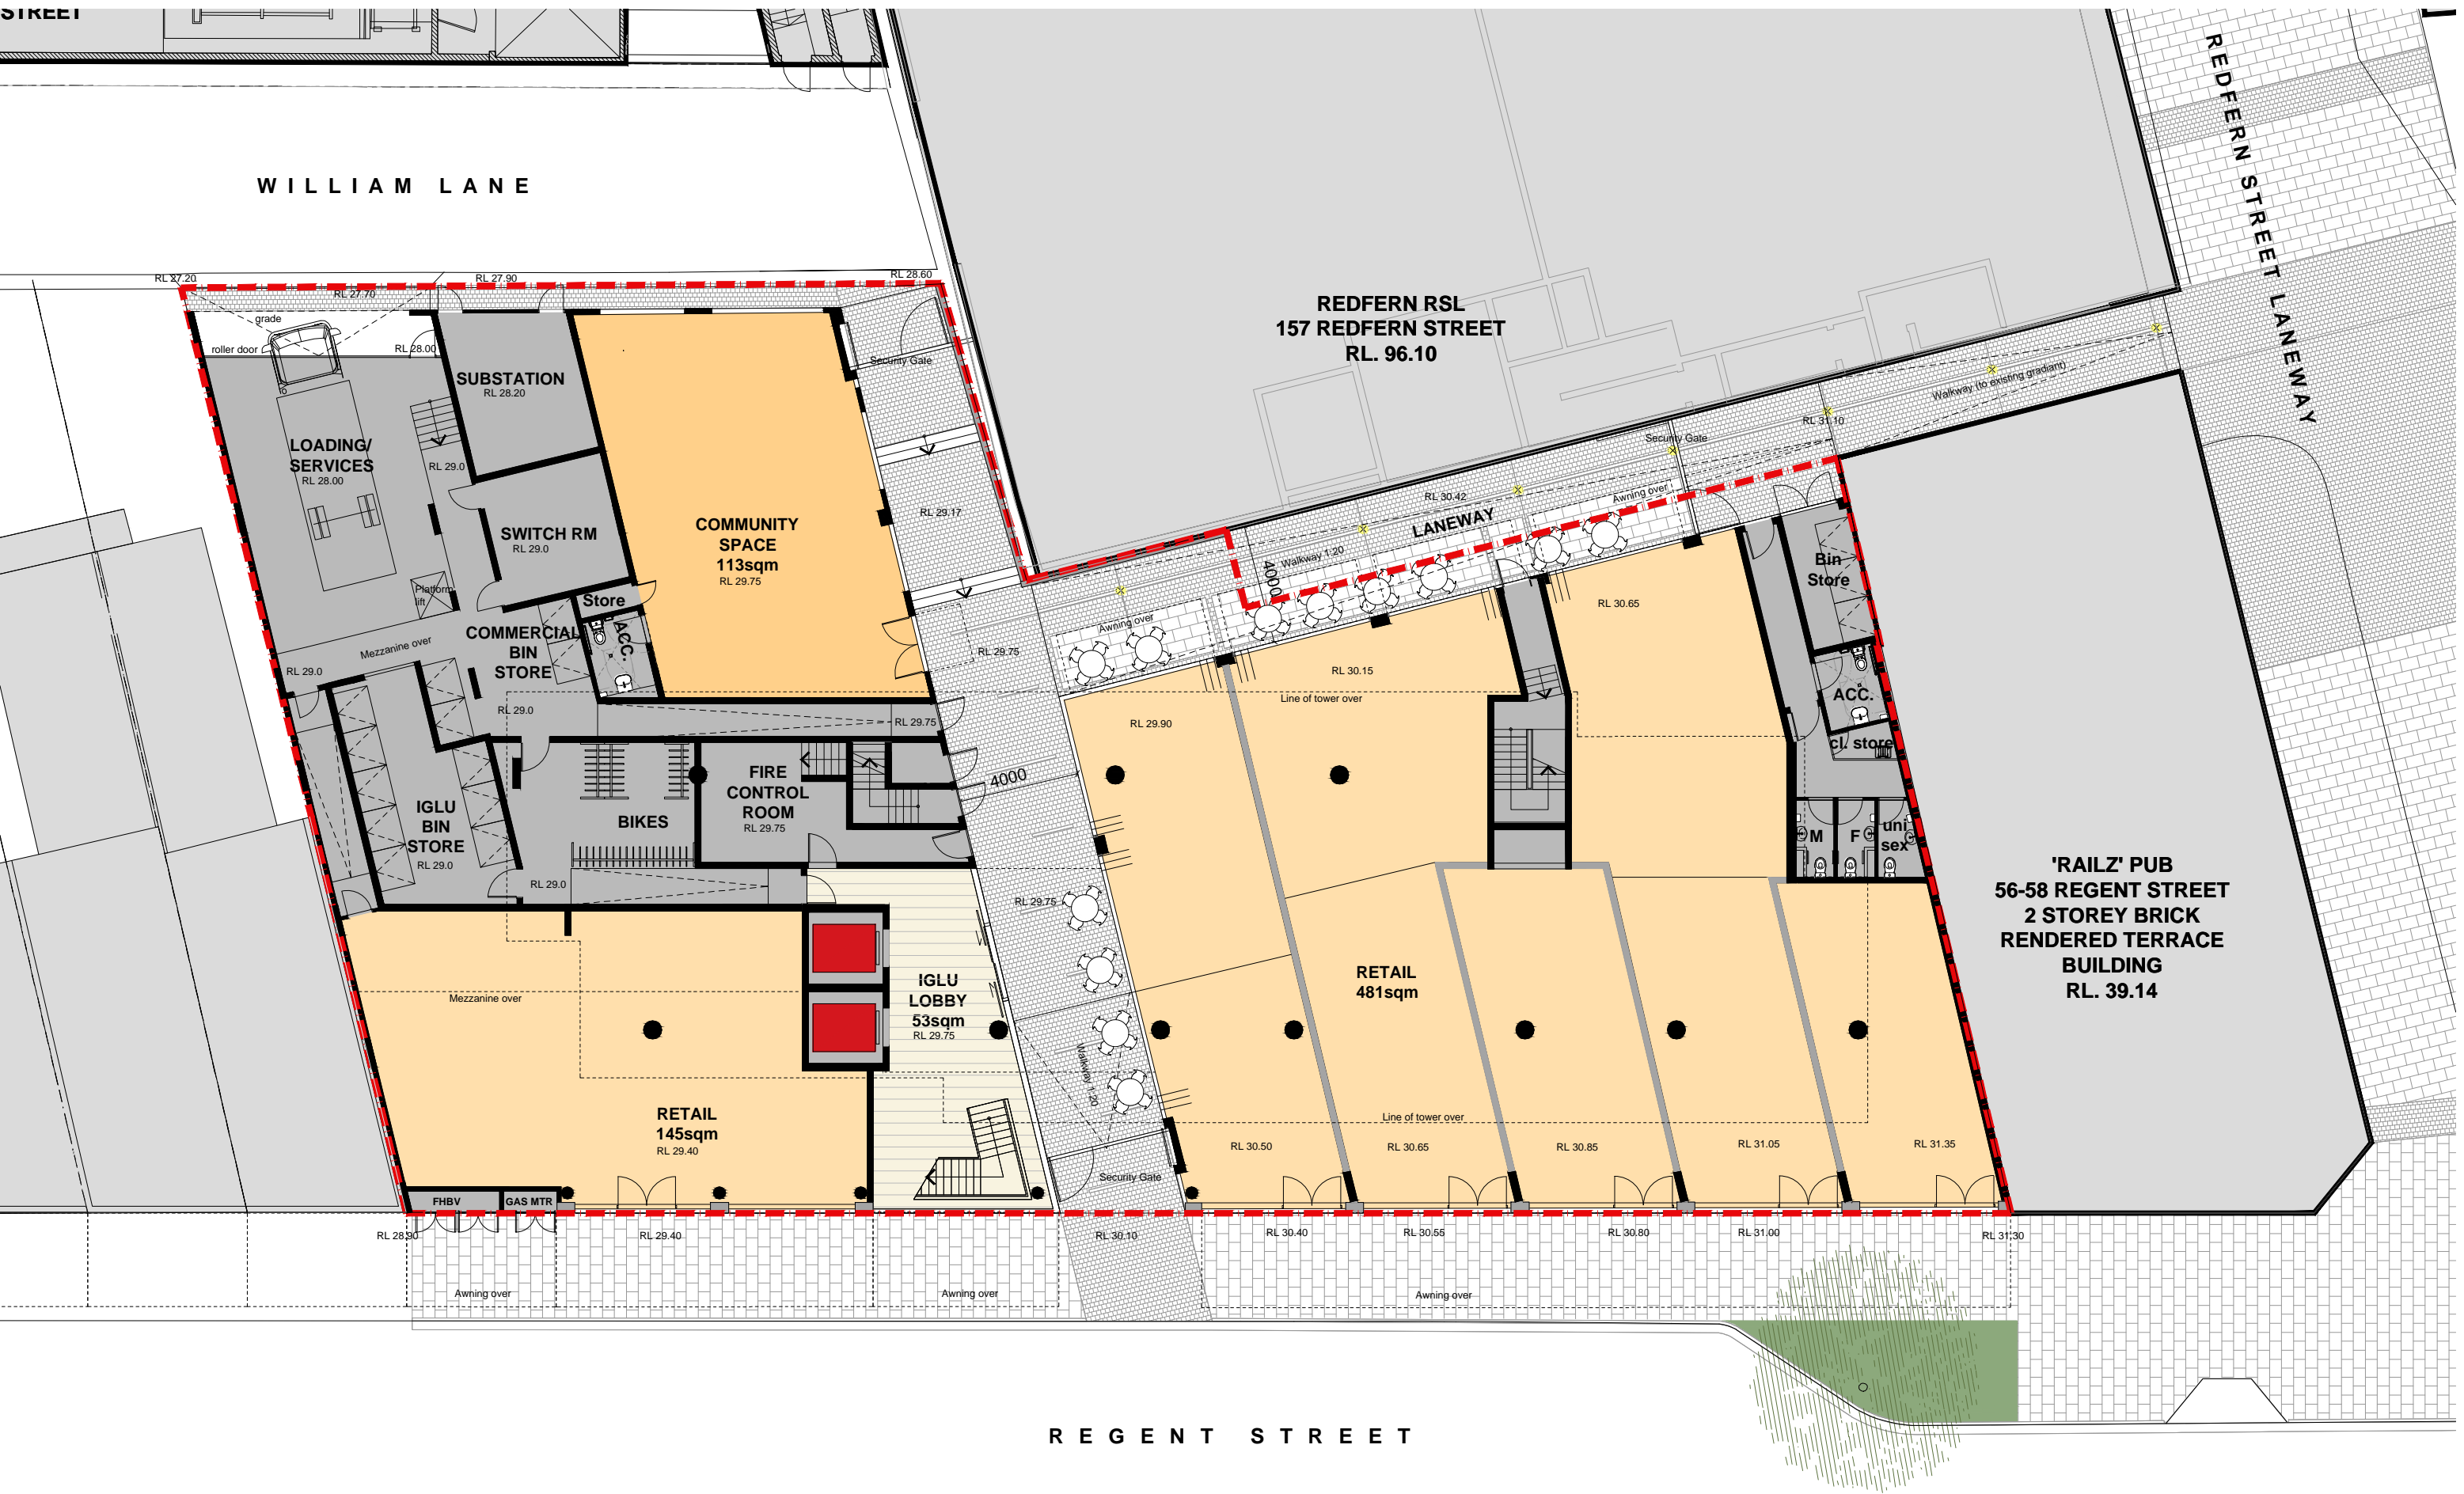 STREET
WILLIAM LANE
REDFERN STREET LANEWAY
RL 27.20
RL 27.90
RL 28.60
RL 27.70
grade
roller door
RL 28.00
Security Gate
REDFERN RSL
157 REDFERN STREET
RL. 96.10
SUBSTATION
RL 28.20
LOADING/
SERVICES
RL 28.00
RL 29.0
SWITCH RM
RL 29.0
COMMUNITY
SPACE
113sqm
RL 29.75
RL 29.17
Walkway (to existing gradiant)
RL 31.10
Security Gate
RL 30.42
Awning over
LANEWAY
Walkway 1:20
4000
Bin
Store
Platform
lift
Store
ACC.
COMMERCIAL
BIN
STORE
Mezzanine over
RL 29.0
RL 29.0
Awning over
RL 29.75
RL 30.65
RL 30.15
Line of tower over
RL 29.90
RL 29.75
ACC.
cl. store
4000
FIRE
CONTROL
ROOM
RL 29.75
IGLU
BIN
STORE
RL 29.0
BIKES
RL 29.0
M
F
uni
sex
RL 29.75
'RAILZ' PUB
56-58 REGENT STREET
2 STOREY BRICK
RENDERED TERRACE
BUILDING
RL. 39.14
Mezzanine over
IGLU
LOBBY
53sqm
RL 29.75
RETAIL
481sqm
Walkway 1:20
RETAIL
145sqm
RL 29.40
Line of tower over
RL 30.50
RL 30.65
RL 30.85
RL 31.05
RL 31.35
Security Gate
FHBV
GAS MTR
RL 28.90
RL 29.40
RL 30.10
RL 30.40
RL 30.55
RL 30.80
RL 31.00
RL 31.30
Awning over
Awning over
Awning over
REGENT STREET